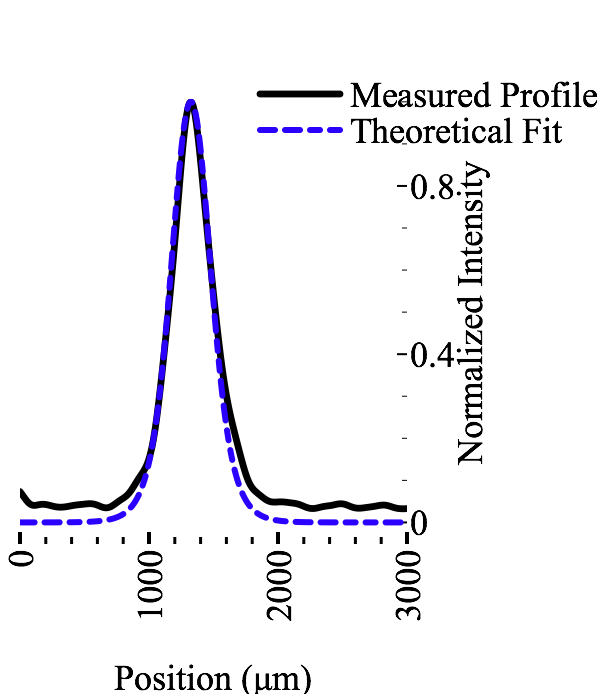 Measured Profile
Theoretical Fit
0.8
0.4
0
Normalized Intensity
0
1000
2000
3000
Position (μm)